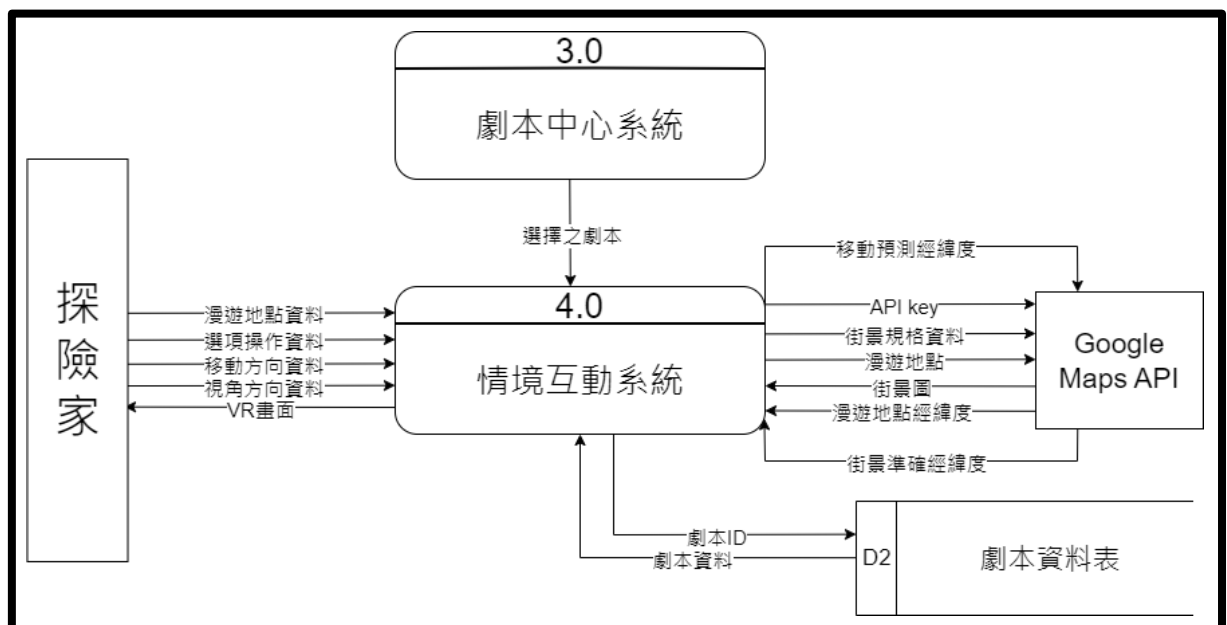 3.0
劇本中心系統
選擇之劇本
探險家
漫遊地點資料
選項操作資料
移動方向資料
視角方向資料
VR畫面
4.0
情境互動系統
移動預測經緯度
API key
街景規格資料
漫遊地點
街景圖
漫遊地點經緯度
街景準確經緯度
Google
Maps API
劇本ID
劇本資料
D2
劇本資料表